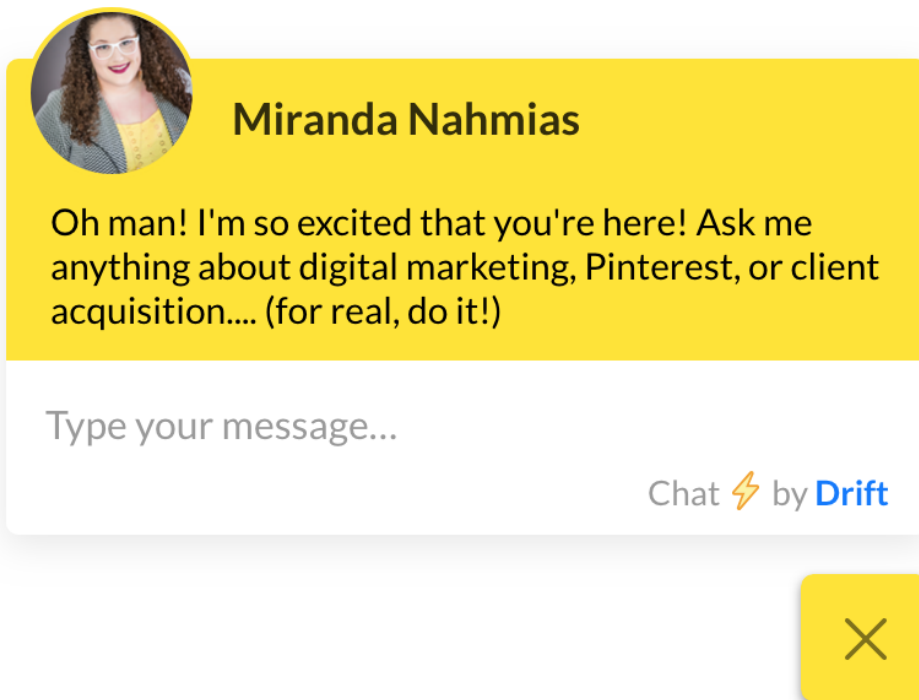 Miranda Nahmias
Oh man! I'm so excited that you're here! Ask me
anything about digital marketing, Pinterest, or client
acquisition.... (for real, do it!)
Type your message...
Chat ⚡ by Drift